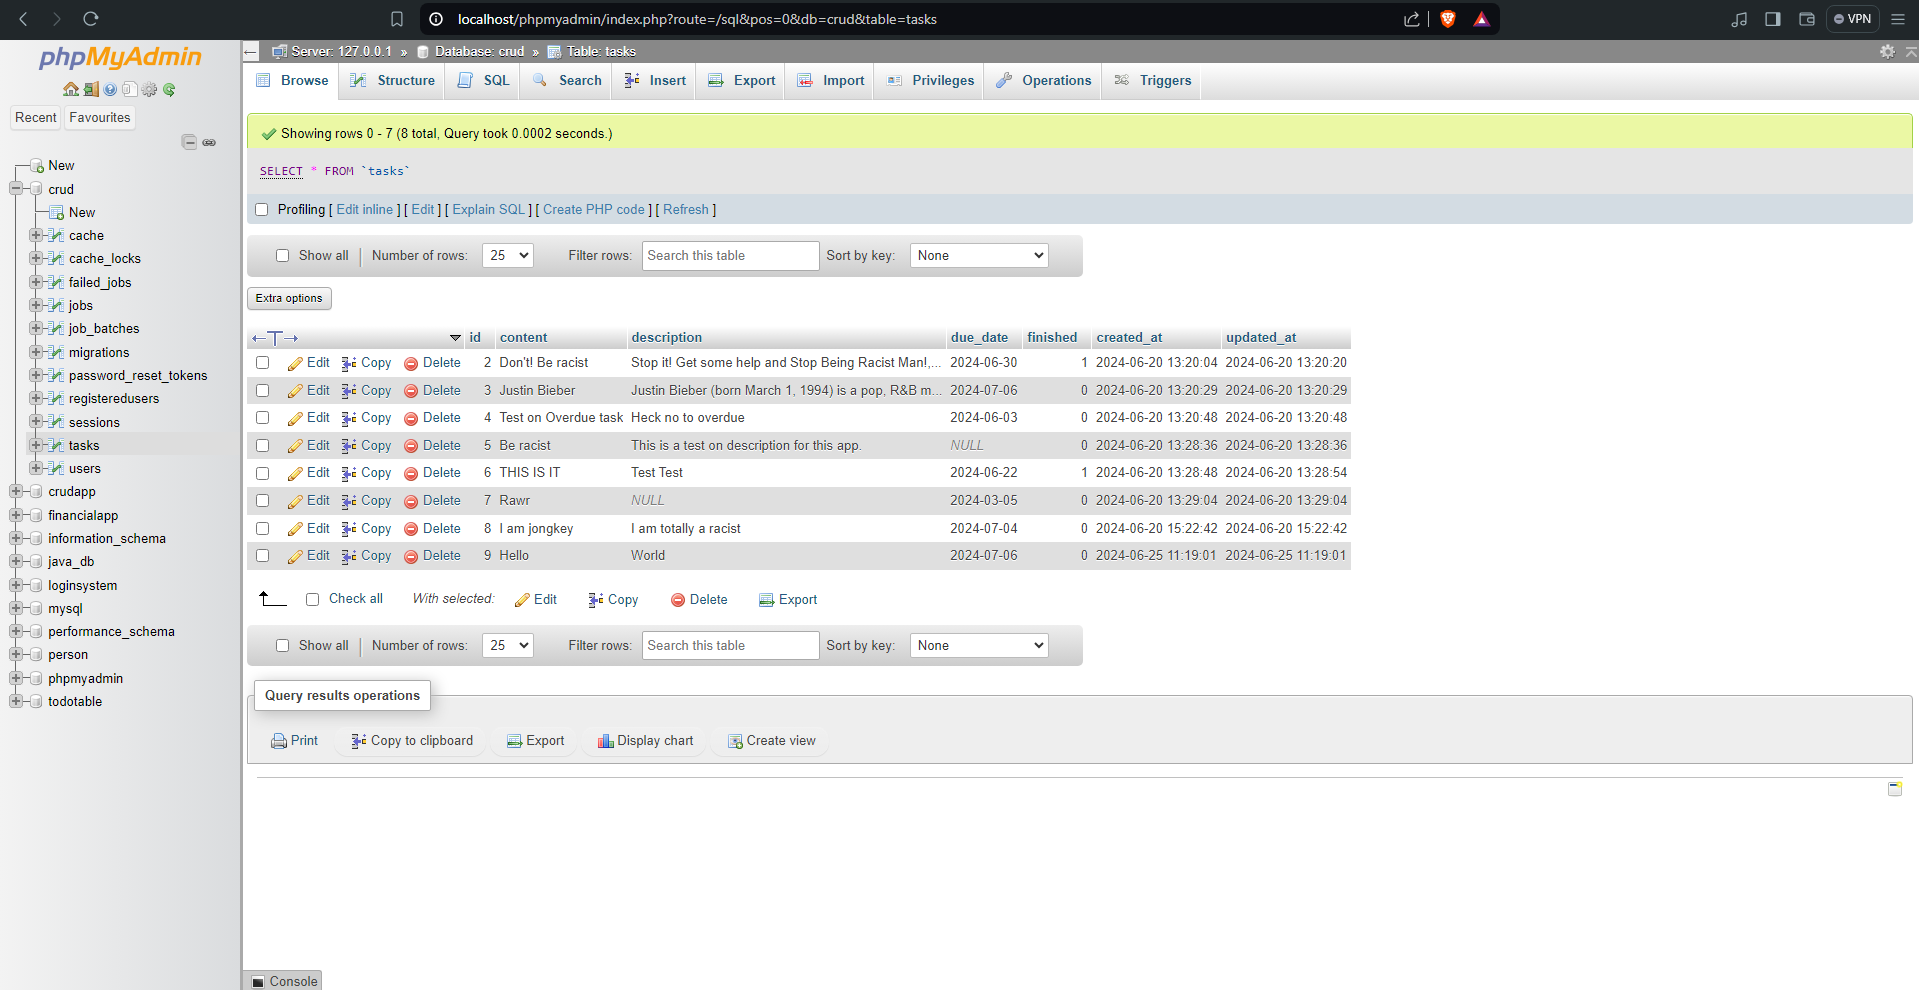 localhost/phpmyadmin/index.php?route=/sql&pos=0&db=crud&table=tasks
VPN
phpMyAdmin
Recent Favourites
New
crud
New
cache
cache_locks
failed_jobs
jobs
job_batches
migrations
password_reset_tokens
registeredusers
sessions
tasks
users
crudapp
financialapp
information_schema
java_db
loginsystem
mysql
performance_schema
person
phpmyadmin
todotable
Server: 127.0.0.1 » Database: crud » Table: tasks
Browse Structure SQL Search Insert Export Import Privileges Operations Triggers
Showing rows 0 - 7 (8 total, Query took 0.0002 seconds.)
SELECT * FROM `tasks`
Profiling [ Edit inline ] [ Edit ] [ Explain SQL ] [ Create PHP code ] [ Refresh ]
Show all Number of rows: 25 Filter rows: Search this table Sort by key: None
Extra options
id content description due_date finished created_at updated_at
Edit Copy Delete 2 Don't! Be racist Stop it! Get some help and Stop Being Racist Man!,... 2024-06-30 1 2024-06-20 13:20:04 2024-06-20 13:20:20
Edit Copy Delete 3 Justin Bieber Justin Bieber (born March 1, 1994) is a pop, R&B m... 2024-07-06 0 2024-06-20 13:20:29 2024-06-20 13:20:29
Edit Copy Delete 4 Test on Overdue task Heck no to overdue 2024-06-03 0 2024-06-20 13:20:48 2024-06-20 13:20:48
Edit Copy Delete 5 Be racist This is a test on description for this app. NULL 0 2024-06-20 13:28:36 2024-06-20 13:28:36
Edit Copy Delete 6 THIS IS IT Test Test 2024-06-22 1 2024-06-20 13:28:48 2024-06-20 13:28:54
Edit Copy Delete 7 Rawr NULL 2024-03-05 0 2024-06-20 13:29:04 2024-06-20 13:29:04
Edit Copy Delete 8 I am jongkey I am totally a racist 2024-07-04 0 2024-06-20 15:22:42 2024-06-20 15:22:42
Edit Copy Delete 9 Hello World 2024-07-06 0 2024-06-25 11:19:01 2024-06-25 11:19:01
Check all With selected: Edit Copy Delete Export
Show all Number of rows: 25 Filter rows: Search this table Sort by key: None
Query results operations
Print Copy to clipboard Export Display chart Create view
Console